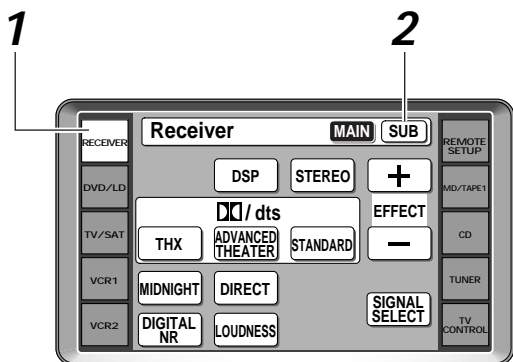 1 2
RECEIVER
Receiver MAIN SUB
REMOTE
SETUP
DVD/LD
DSP STEREO +
MD/TAPE1
/ dts
EFFECT
TV/SAT
THX
ADVANCED
THEATER
STANDARD
−
CD
VCR1
MIDNIGHT DIRECT
TUNER
SIGNAL
SELECT
VCR2
DIGITAL
NR
LOUDNESS
TV
CONTROL